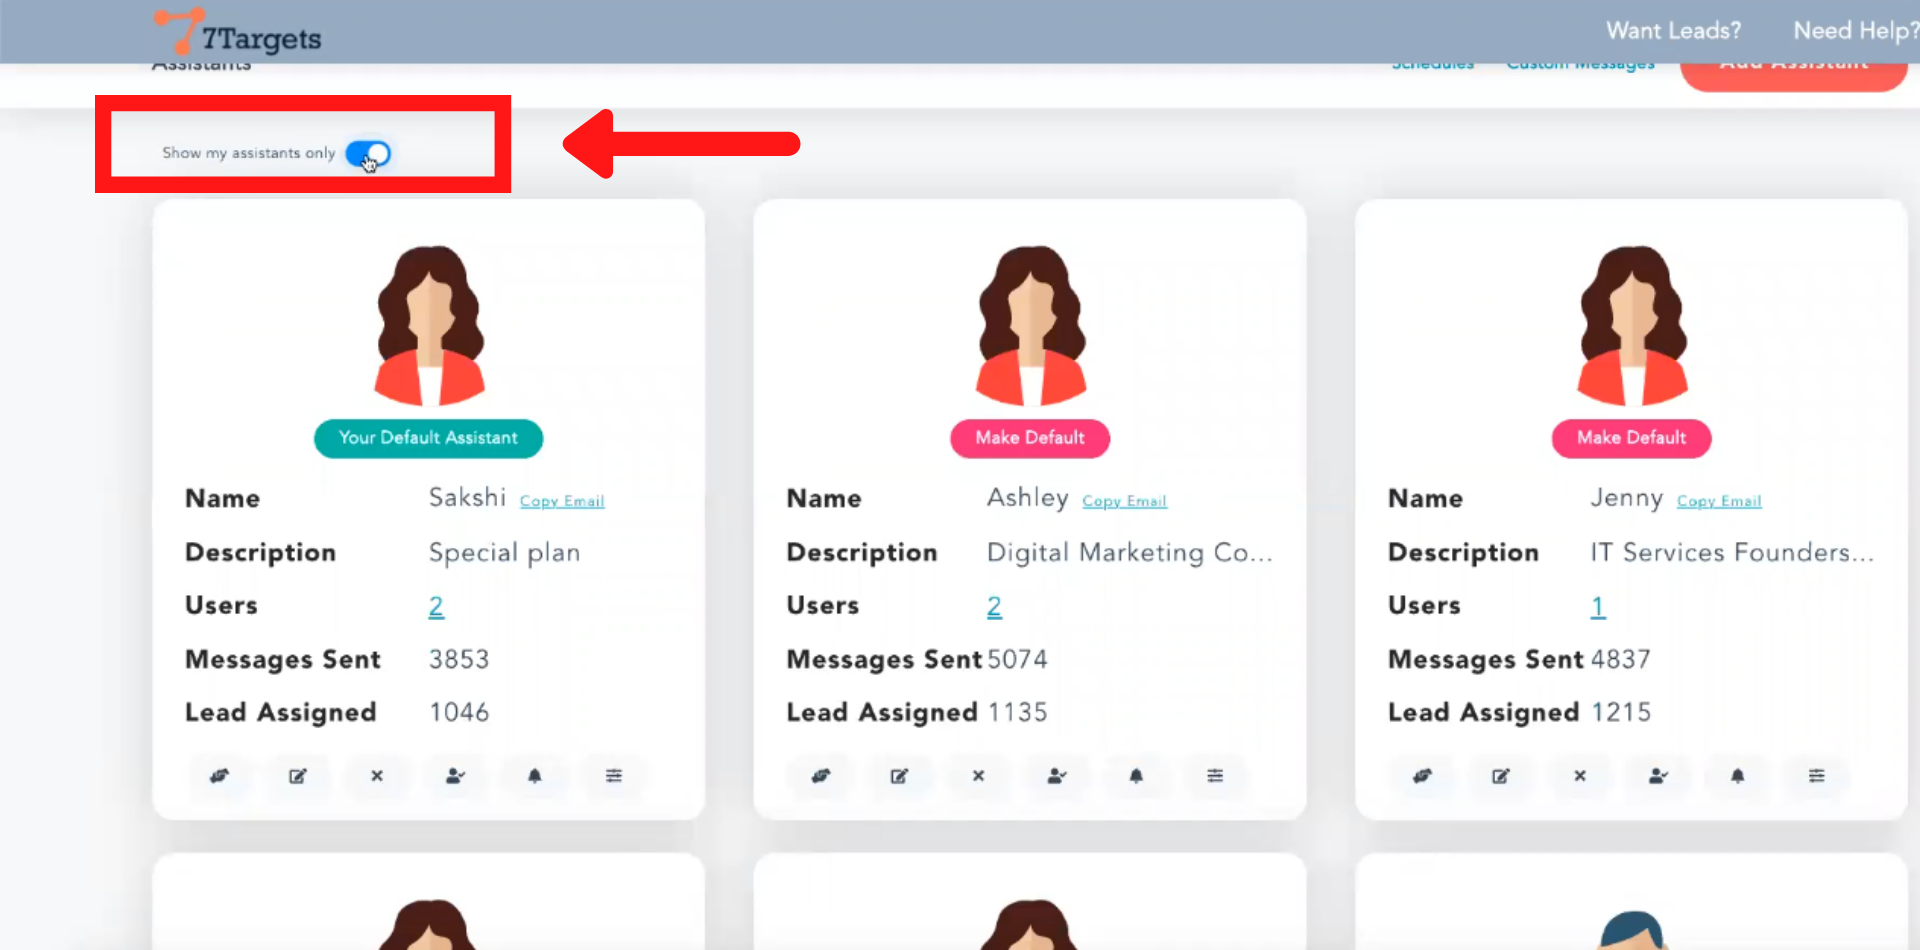 7Targets
Want Leads?
Need Help?
Assistants
Schedules
Custom Messages
Add Assistant
Show my assistants only
Your Default Assistant
Name Sakshi Copy Email
Description Special plan
Users 2
Messages Sent 3853
Lead Assigned 1046
Make Default
Name Ashley Copy Email
Description Digital Marketing Co...
Users 2
Messages Sent 5074
Lead Assigned 1135
Make Default
Name Jenny Copy Email
Description IT Services Founders...
Users 1
Messages Sent 4837
Lead Assigned 1215